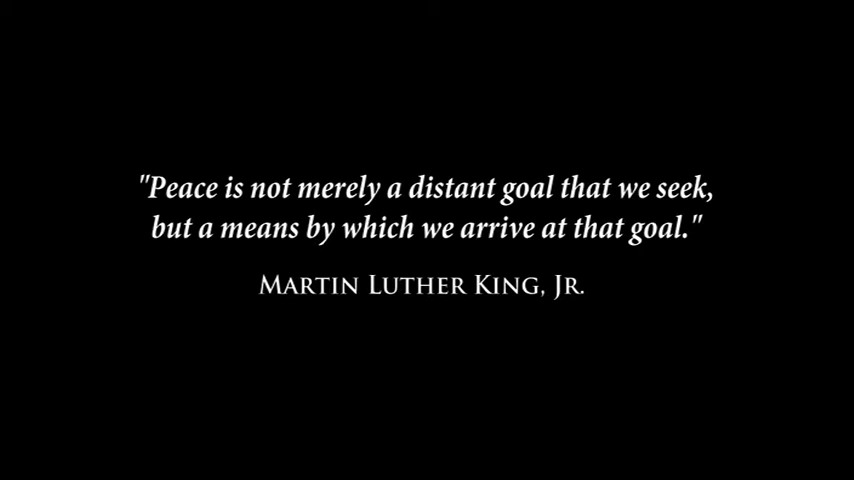 "Peace is not merely a distant goal that we seek,
but a means by which we arrive at that goal."
Martin Luther King, Jr.